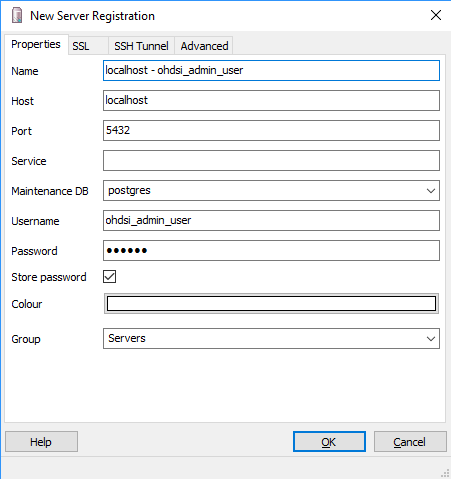 New Server Registration
Properties SSL SSH Tunnel Advanced
Name localhost - ohdsi_admin_user
Host localhost
Port 5432
Service
Maintenance DB postgres
Username ohdsi_admin_user
Password ●●●●●●
Store password
Colour
Group Servers
Help OK Cancel